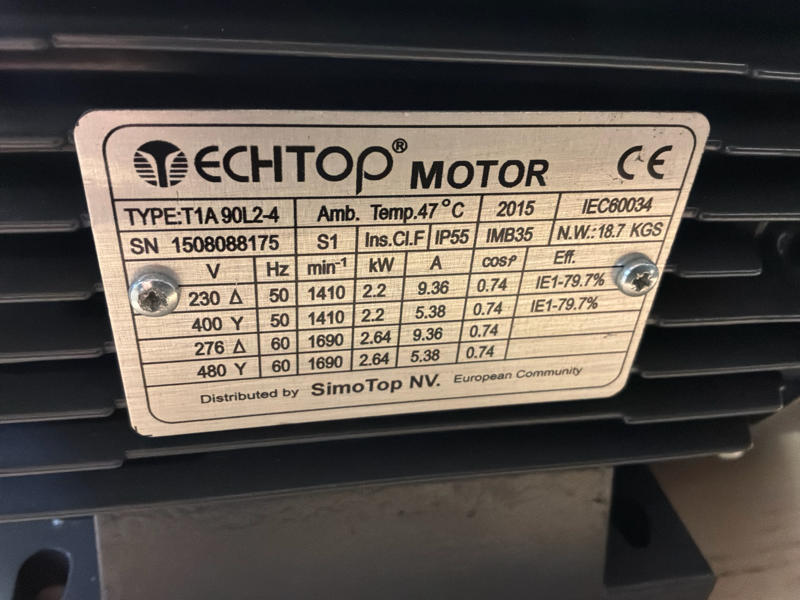 TECHTOP® MOTOR CE
TYPE:T1A 90L2-4 Amb. Temp.47°C 2015 IEC60034
SN 1508088175 S1 Ins.Cl.F IP55 IMB35 N.W.:18.7 KGS
V Hz min⁻¹ kW A cosρ Eff.
230 Δ 50 1410 2.2 9.36 0.74 IE1-79.7%
400 Y 50 1410 2.2 5.38 0.74 IE1-79.7%
276 Δ 60 1690 2.64 9.36 0.74
480 Y 60 1690 2.64 5.38 0.74
Distributed by SimoTop NV. European Community